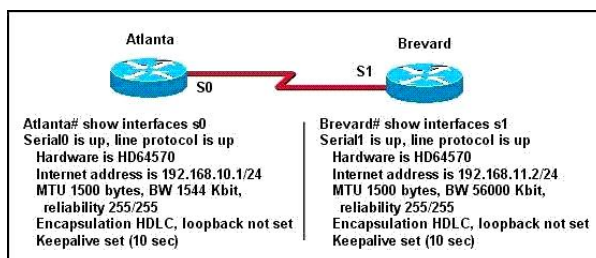 Atlanta
Brevard
S0
S1
Atlanta# show interfaces s0
Serial0 is up, line protocol is up
Hardware is HD64570
Internet address is 192.168.10.1/24
MTU 1500 bytes, BW 1544 Kbit,
reliability 255/255
Encapsulation HDLC, loopback not set
Keepalive set (10 sec)
Brevard# show interfaces s1
Serial1 is up, line protocol is up
Hardware is HD64570
Internet address is 192.168.11.2/24
MTU 1500 bytes, BW 56000 Kbit,
reliability 255/255
Encapsulation HDLC, loopback not set
Keepalive set (10 sec)